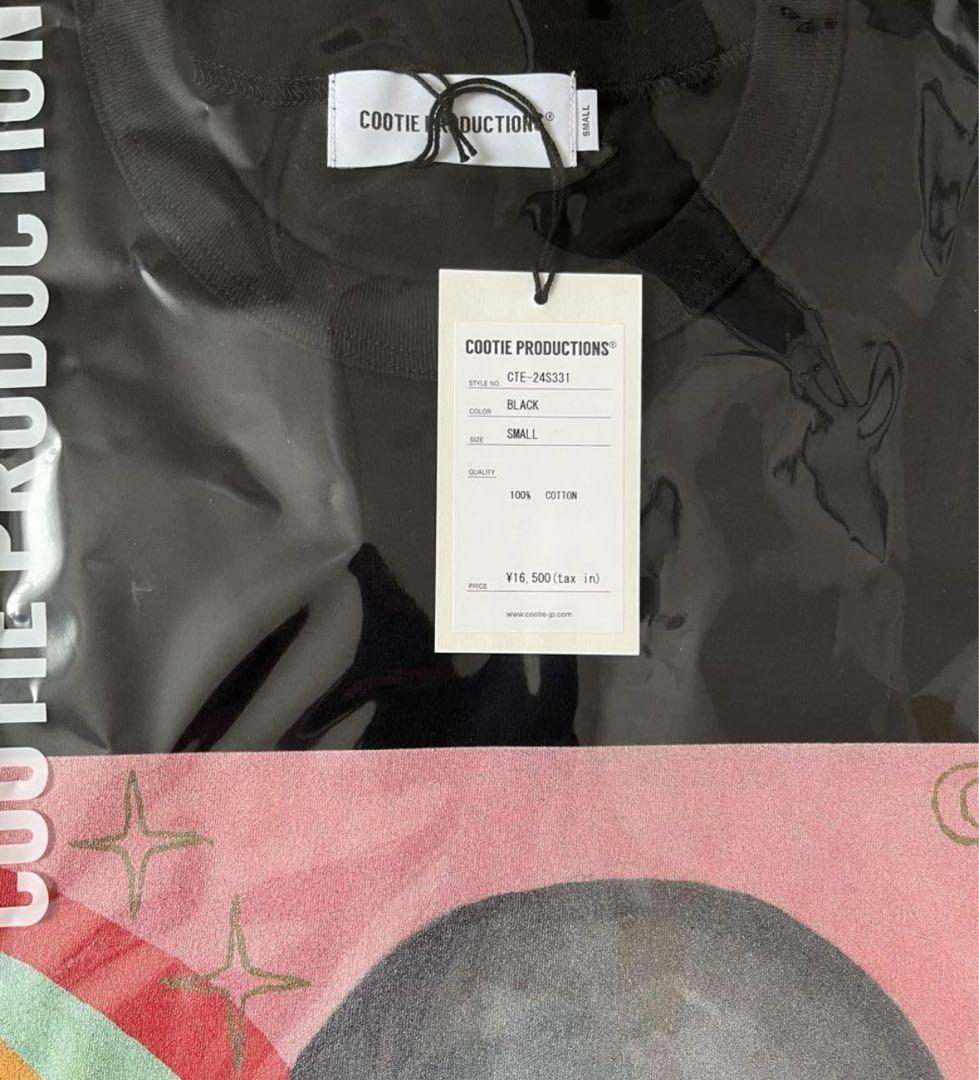 COOTIE PRODUCTION
COOTIE PRODUCTIONS®
SMALL
COOTIE PRODUCTIONS®
STYLE NO. CTE-24S331
COLOR BLACK
SIZE SMALL
QUALITY
100% COTTON
PRICE ¥16,500(tax in)
www.cootie-jp.com